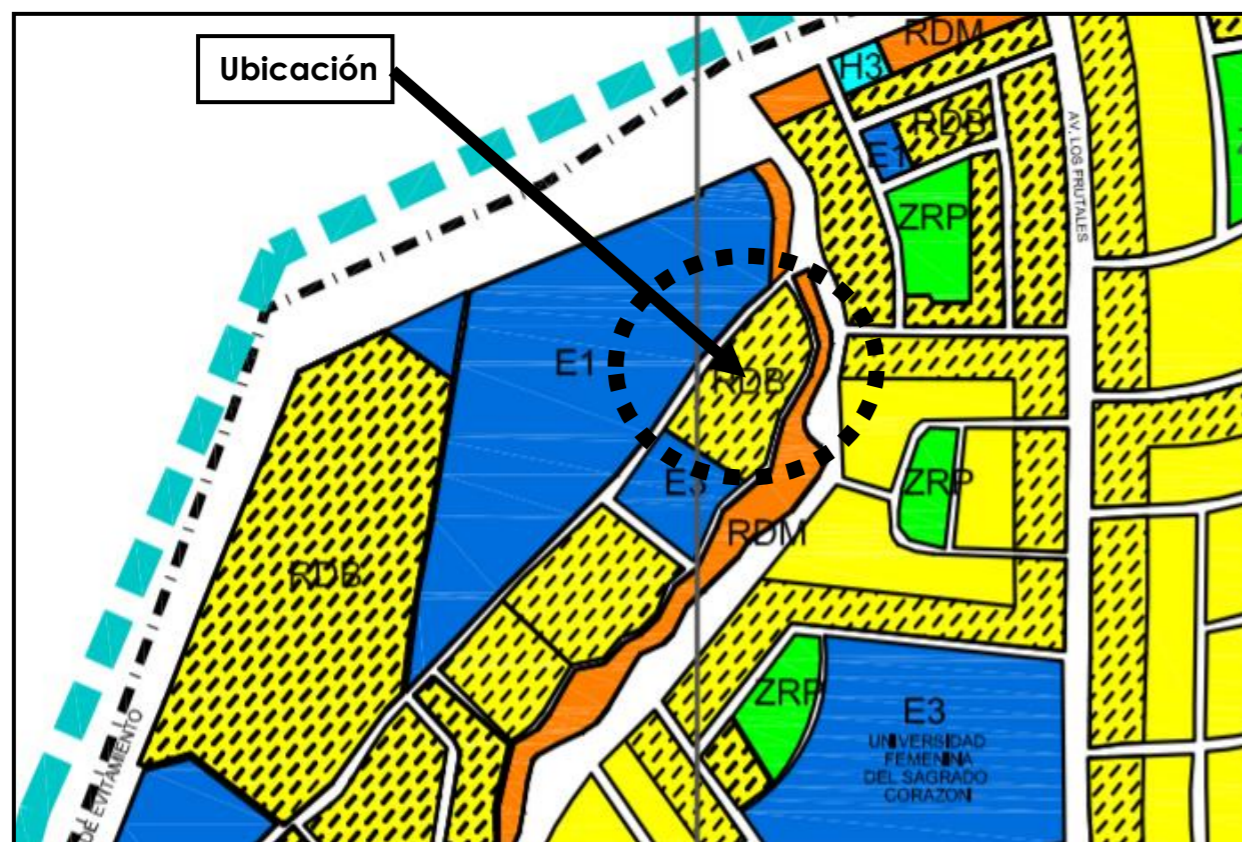 RDM
Ubicación
H3
RDB
E1
AV. LOS FRUTALES
ZRP
E1
RDB
ZRP
E3
RDM
RDB
ZRP
E3
UNIVERSIDAD
FEMENINA
DEL SAGRADO
CORAZON
DE EVITAMIENTO